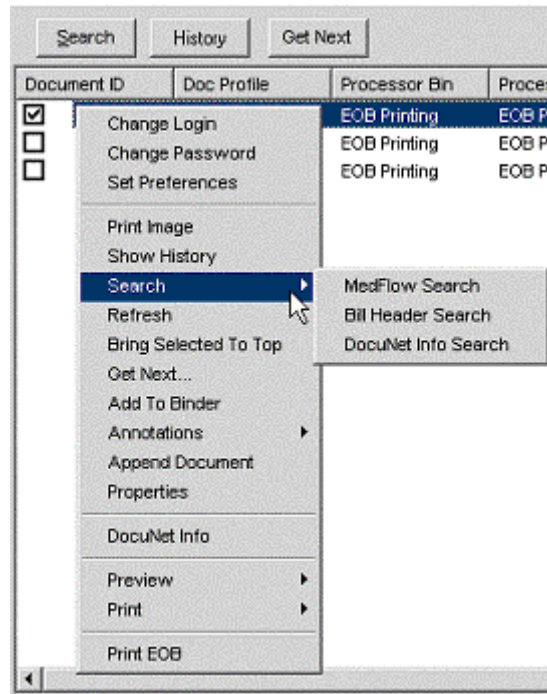 Search History Get Next
Document ID Doc Profile Processor Bin
EOB Printing EOB
EOB Printing EOB
EOB Printing EOB
Change Login
Change Password
Set Preferences
Print Image
Show History
Search
MedFlow Search
Bill Header Search
DocuNet Info Search
Refresh
Bring Selected To Top
Get Next...
Add To Binder
Annotations
Append Document
Properties
DocuNet Info
Preview
Print
Print EOB